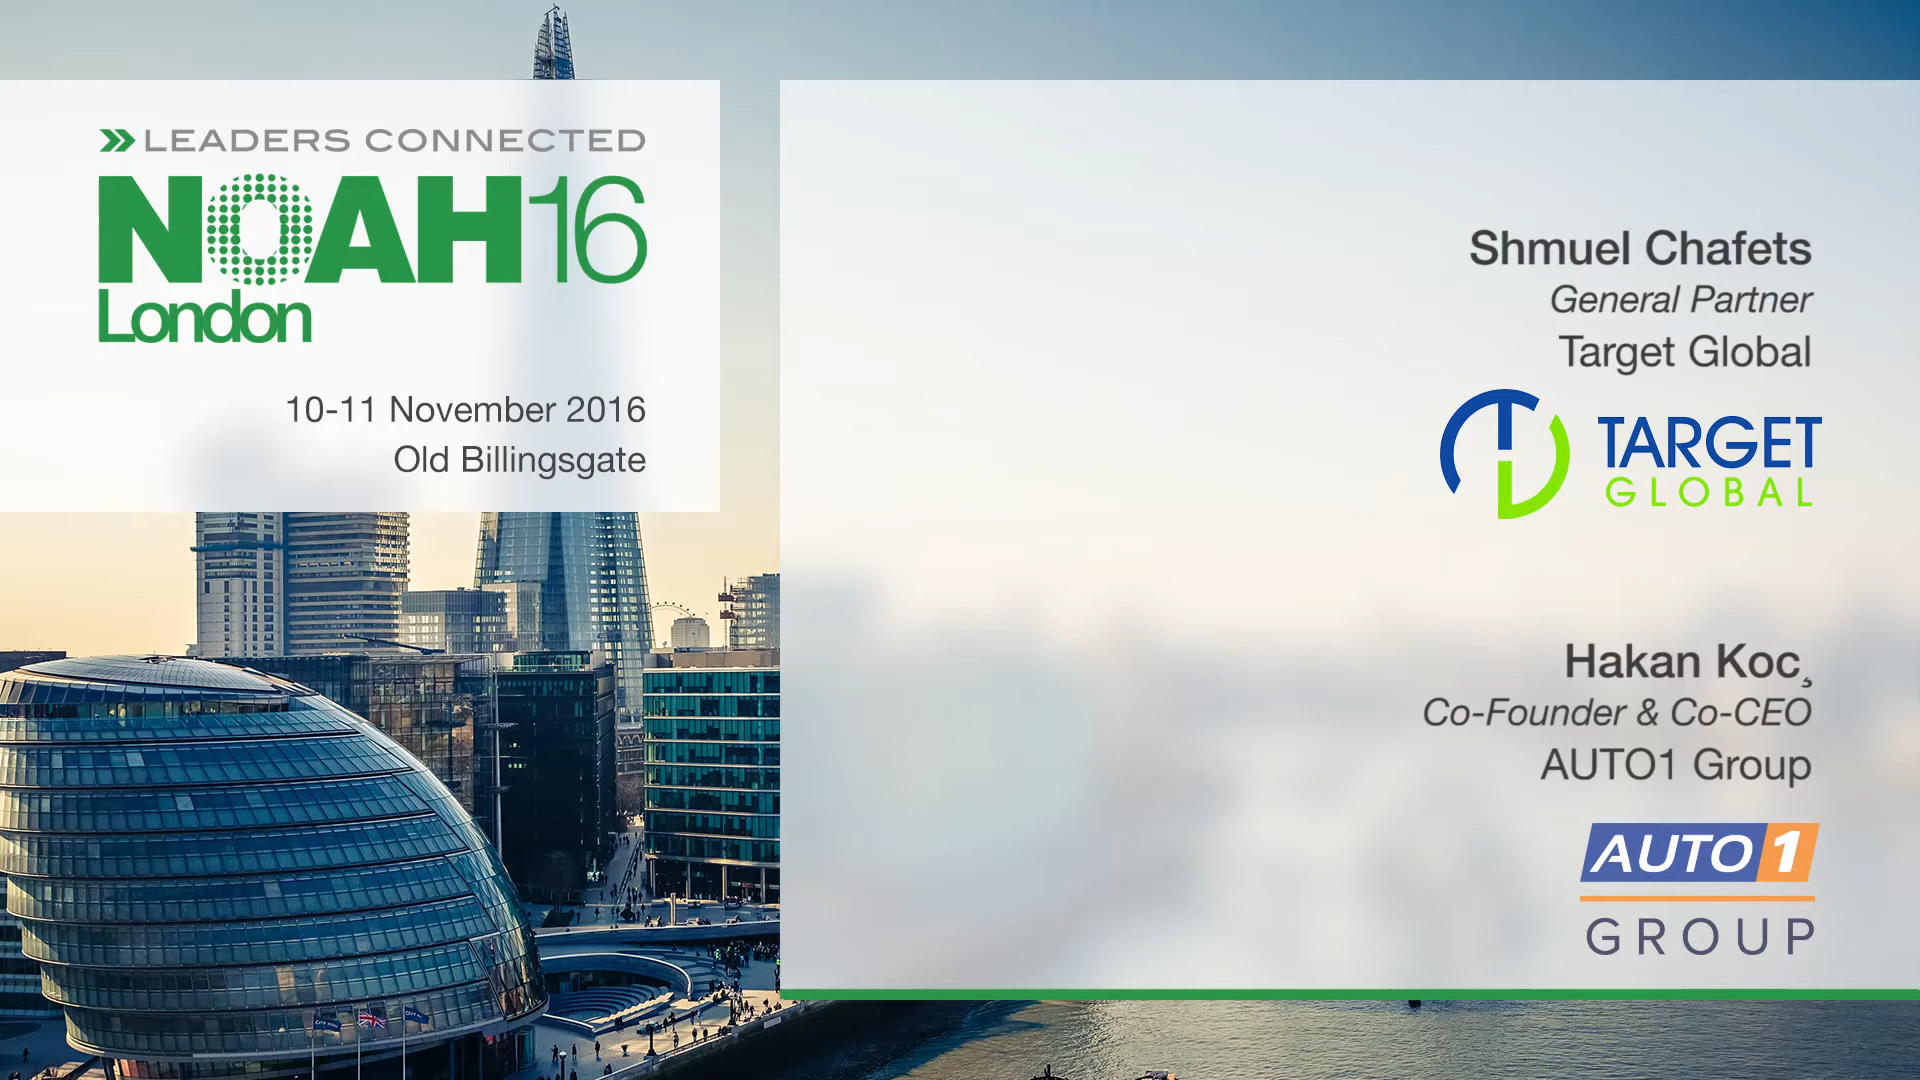 LEADERS CONNECTED
NOAH16
London
10-11 November 2016
Old Billingsgate
Shmuel Chafets
General Partner
Target Global
TARGET
GLOBAL
Hakan Koç
Co-Founder & Co-CEO
AUTO1 Group
AUTO1
GROUP